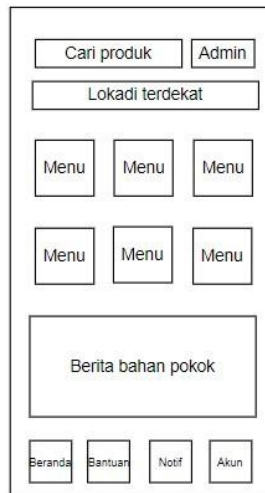 Cari produk Admin
Lokadi terdekat
Menu Menu Menu
Menu Menu Menu
Berita bahan pokok
Beranda Bantuan Notif Akun